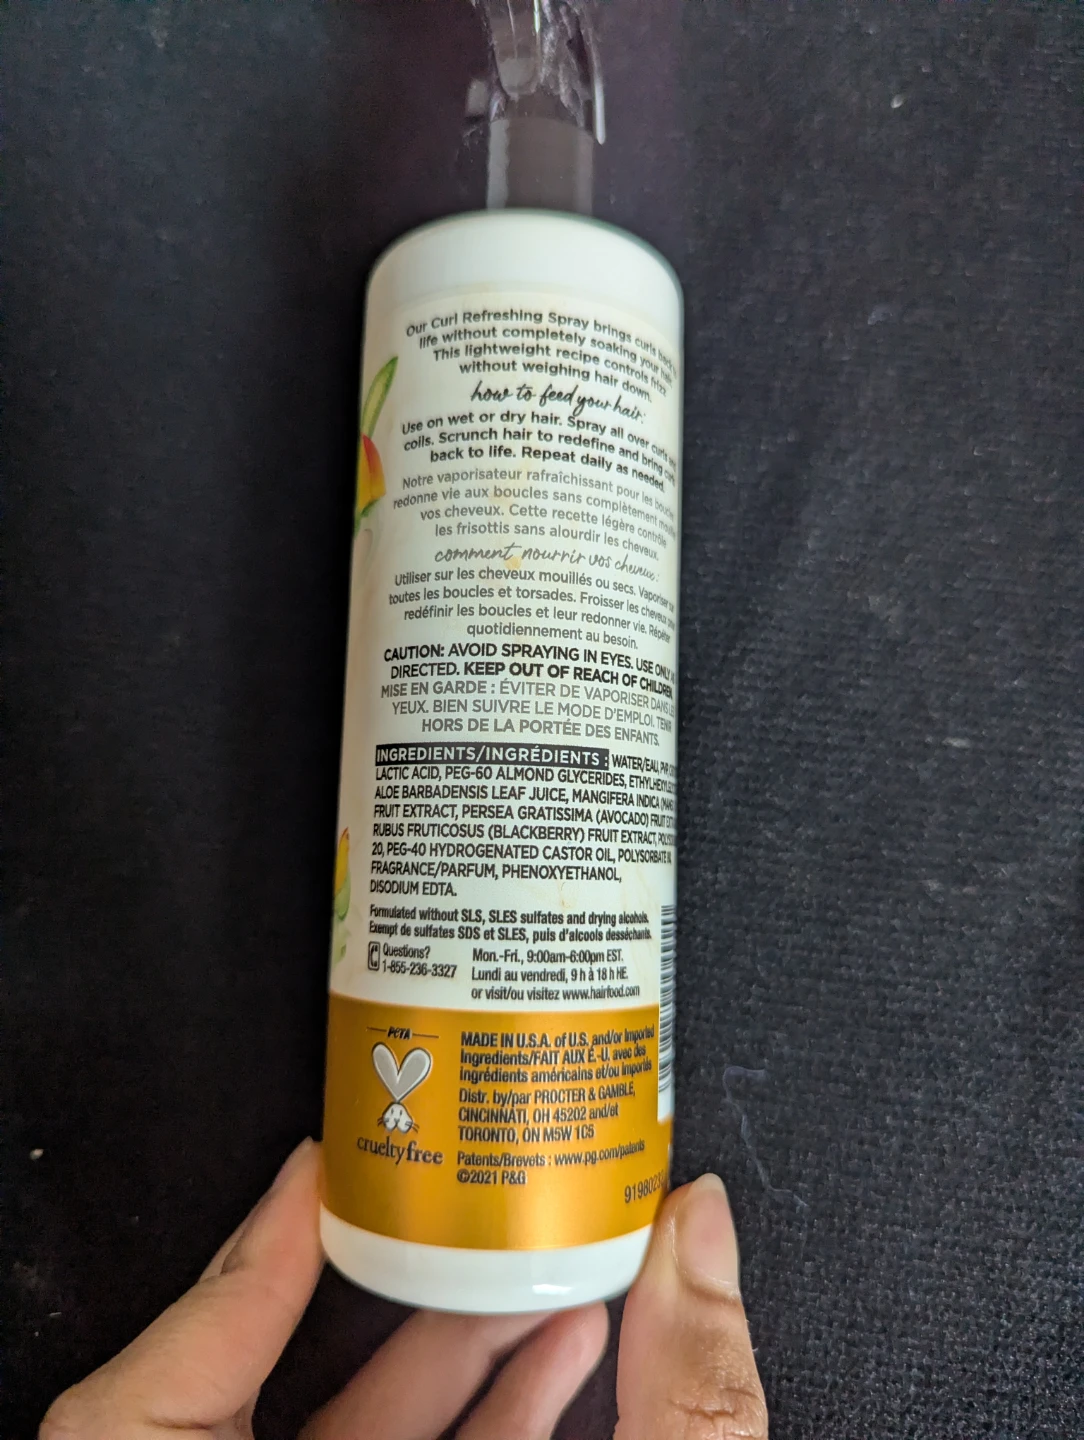 Our Curl Refreshing Spray brings curls back to
life without completely soaking your hair.
This lightweight recipe controls frizz
without weighing hair down.
how to feed your hair:
Use on wet or dry hair. Spray all over curls and
coils. Scrunch hair to redefine and bring
back to life. Repeat daily as needed.
Notre vaporisateur rafraîchissant pour les
redonne vie aux boucles sans complètement
vos cheveux. Cette recette légère contrôle
les frisottis sans alourdir les cheveux.
comment nourrir vos cheveux:
Utiliser sur les cheveux mouillés ou secs. Vaporiser
toutes les boucles et torsades. Froisser les cheveux
redéfinir les boucles et leur redonner vie. Répéter
quotidiennement au besoin.
CAUTION: AVOID SPRAYING IN EYES. USE ONLY
DIRECTED. KEEP OUT OF REACH OF CHILDREN
MISE EN GARDE : ÉVITER DE VAPORISER DANS LES
YEUX. BIEN SUIVRE LE MODE D'EMPLOI. TENIR
HORS DE LA PORTÉE DES ENFANTS.
INGREDIENTS/INGRÉDIENTS : WATER/EAU,
LACTIC ACID, PEG-60 ALMOND GLYCERIDES,
ALOE BARBADENSIS LEAF JUICE, MANGIFERA INDICA
FRUIT EXTRACT, PERSEA GRATISSIMA (AVOCADO) FRUIT
RUBUS FRUTICOSUS (BLACKBERRY) FRUIT EXTRACT,
20, PEG-40 HYDROGENATED CASTOR OIL, POLYSORBATE
FRAGRANCE/PARFUM, PHENOXYETHANOL,
DISODIUM EDTA.
Formulated without SLS, SLES sulfates and drying alcohols.
Exempt de sulfates SDS et SLES, puis d'alcools desséchants.
Questions? Mon.-Fri., 9:00am-6:00pm EST.
1-855-236-3327 Lundi au vendredi, 9 h à 18 h HE.
or visit/ou visitez www.hairfood.com
PETA
cruelty free
MADE IN U.S.A. of U.S. and/or Imported
Ingredients/FAIT AUX É.-U. avec des
ingrédients américains et/ou importés
Distr. by/par PROCTER & GAMBLE,
CINCINNATI, OH 45202 and/et
TORONTO, ON M5W 1C5
Patents/Brevets : www.pg.com/patents
©2021 P&G